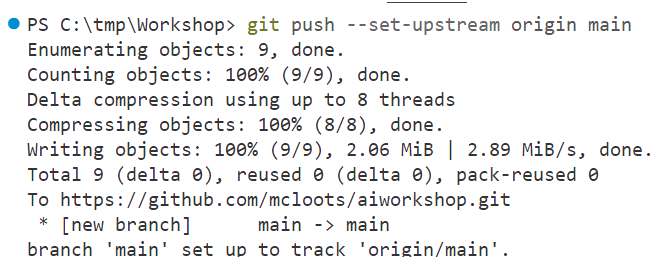 PS C:\tmp\Workshop> git push --set-upstream origin main
Enumerating objects: 9, done.
Counting objects: 100% (9/9), done.
Delta compression using up to 8 threads
Compressing objects: 100% (8/8), done.
Writing objects: 100% (9/9), 2.06 MiB | 2.89 MiB/s, done.
Total 9 (delta 0), reused 0 (delta 0), pack-reused 0
To https://github.com/mcloots/aiworkshop.git
 * [new branch]      main -> main
branch 'main' set up to track 'origin/main'.